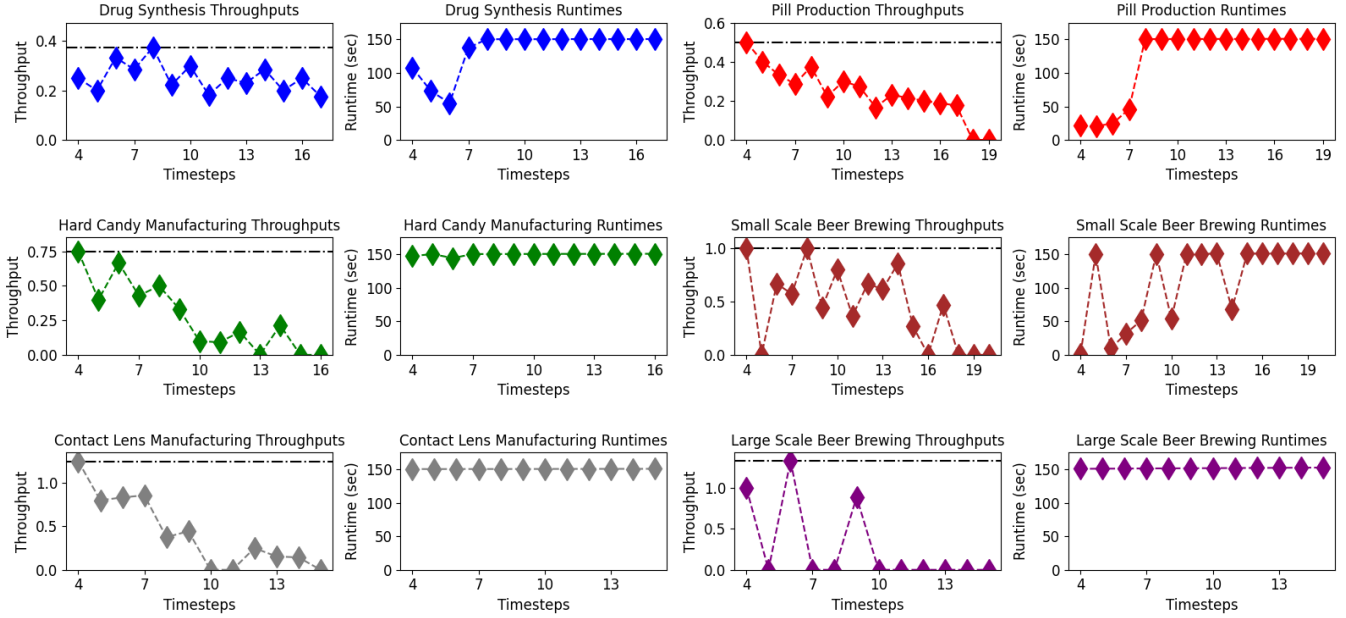 Drug Synthesis Throughputs
Throughput
0.4
0.2
0.0
4 7 10 13 16
Timesteps
Drug Synthesis Runtimes
Runtime (sec)
150
100
50
0
4 7 10 13 16
Timesteps
Pill Production Throughputs
Throughput
0.6
0.4
0.2
0.0
4 7 10 13 16 19
Timesteps
Pill Production Runtimes
Runtime (sec)
150
100
50
0
4 7 10 13 16 19
Timesteps
Hard Candy Manufacturing Throughputs
Throughput
0.75
0.50
0.25
0.00
4 7 10 13 16
Timesteps
Hard Candy Manufacturing Runtimes
Runtime (sec)
150
100
50
0
4 7 10 13 16
Timesteps
Small Scale Beer Brewing Throughputs
Throughput
1.0
0.5
0.0
4 7 10 13 16 19
Timesteps
Small Scale Beer Brewing Runtimes
Runtime (sec)
150
100
50
0
4 7 10 13 16 19
Timesteps
Contact Lens Manufacturing Throughputs
Throughput
1.0
0.5
0.0
4 7 10 13
Timesteps
Contact Lens Manufacturing Runtimes
Runtime (sec)
150
100
50
0
4 7 10 13
Timesteps
Large Scale Beer Brewing Throughputs
Throughput
1.0
0.5
0.0
4 7 10 13
Timesteps
Large Scale Beer Brewing Runtimes
Runtime (sec)
150
100
50
0
4 7 10 13
Timesteps